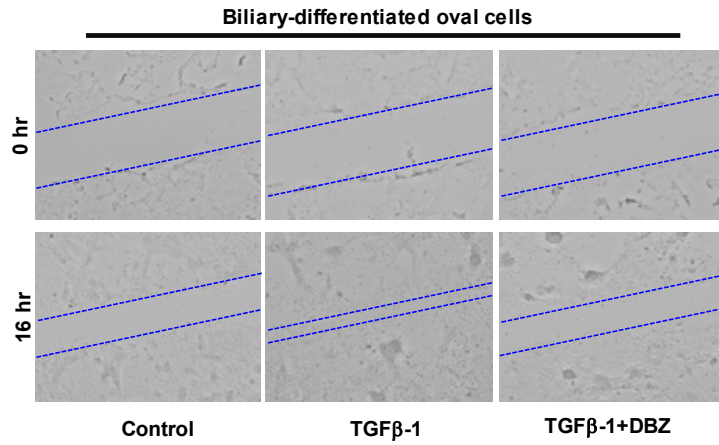 Biliary-differentiated oval cells
0 hr
16 hr
Control
TGFβ-1
TGFβ-1+DBZ